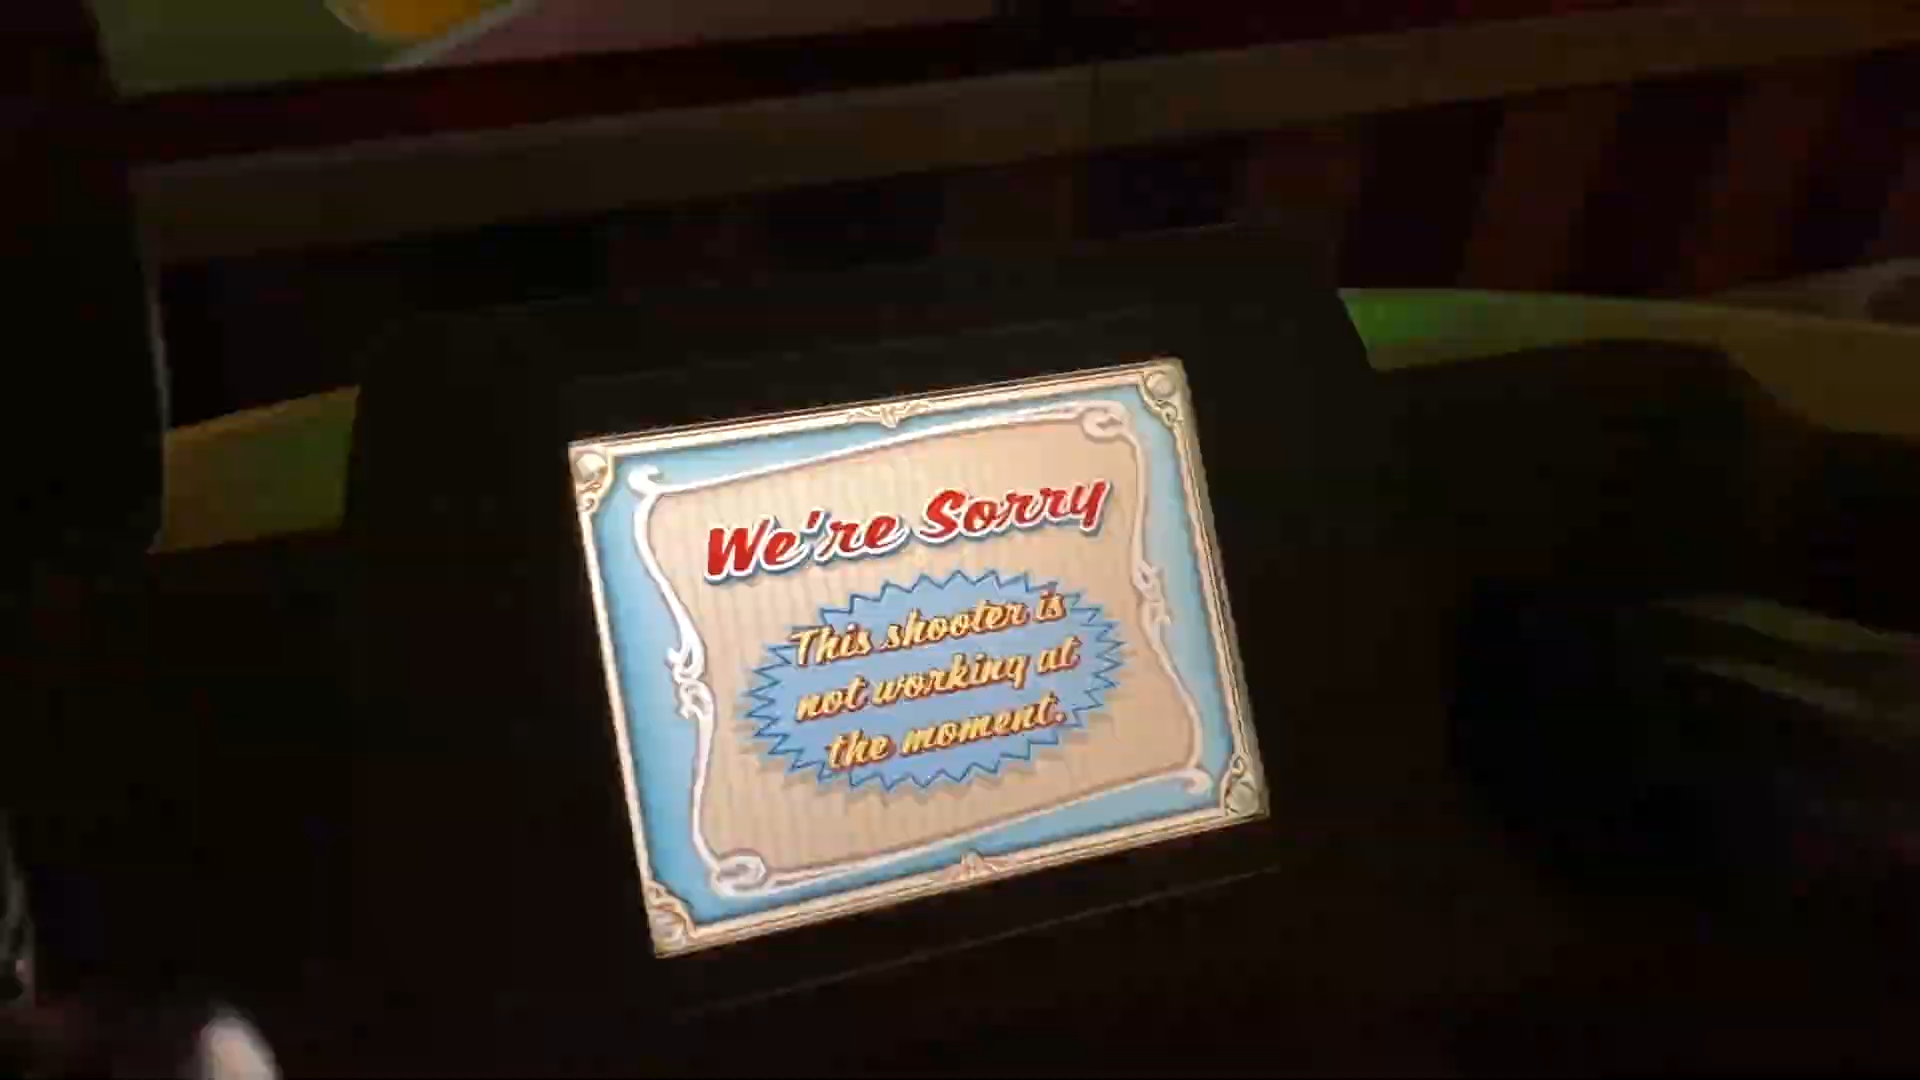 We're Sorry
This shooter is
not working at
the moment.